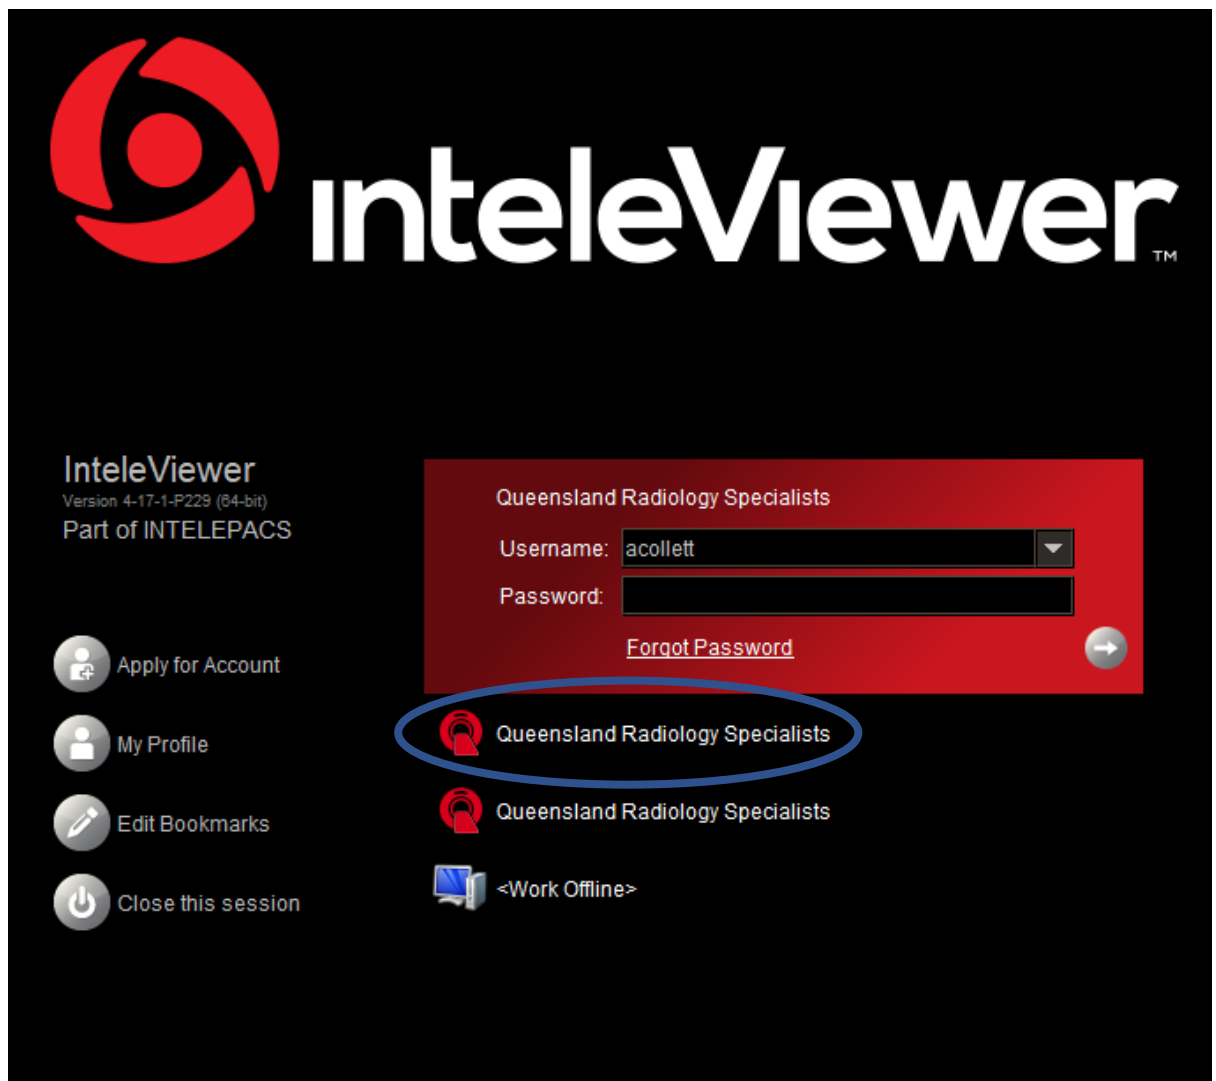 InteleViewer™
InteleViewer
Version 4-17-1-P229 (64-bit)
Part of INTELEPACS
Apply for Account
My Profile
Edit Bookmarks
Close this session
Queensland Radiology Specialists
Username: acollett
Password:
Forgot Password
Queensland Radiology Specialists
Queensland Radiology Specialists
<Work Offline>